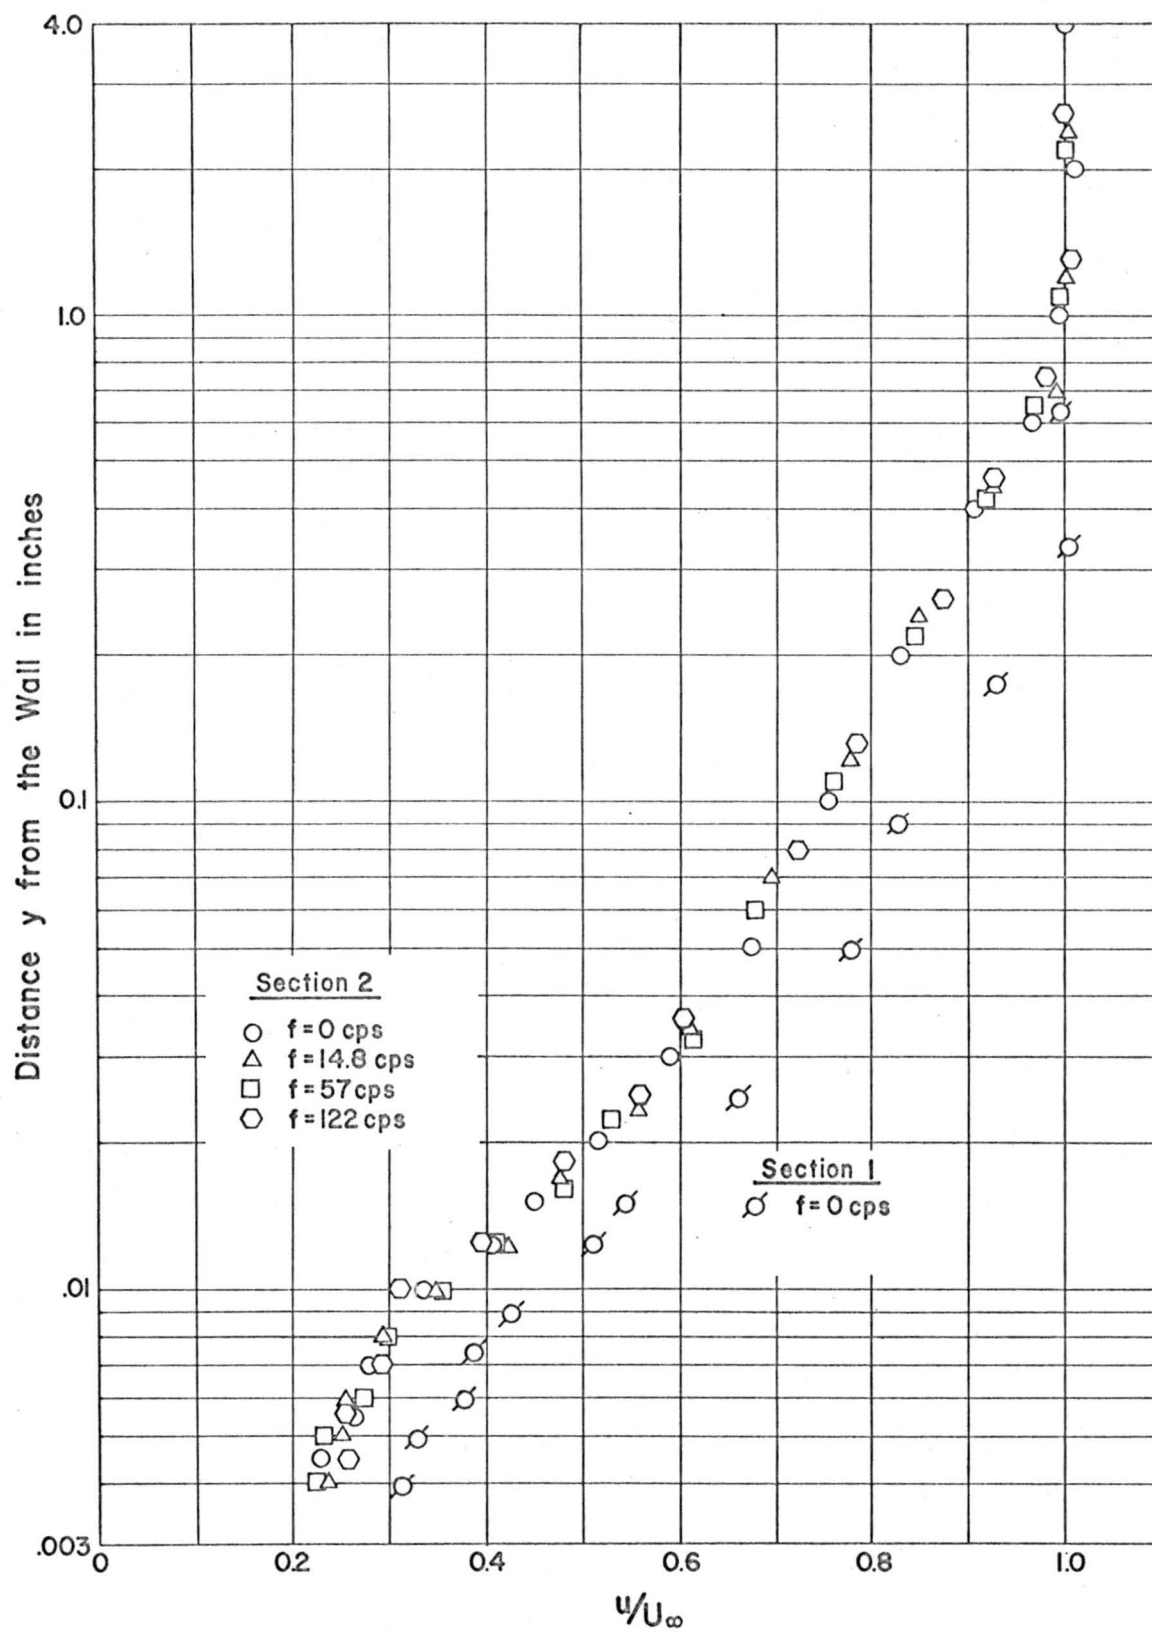 4.0
1.0
0.1
.01
.003
Distance y from the Wall in inches
Section 2
f=0 cps
f=14.8 cps
f=57 cps
f=122 cps
Section 1
f=0 cps
0 0.2 0.4 0.6 0.8 1.0
u/U∞